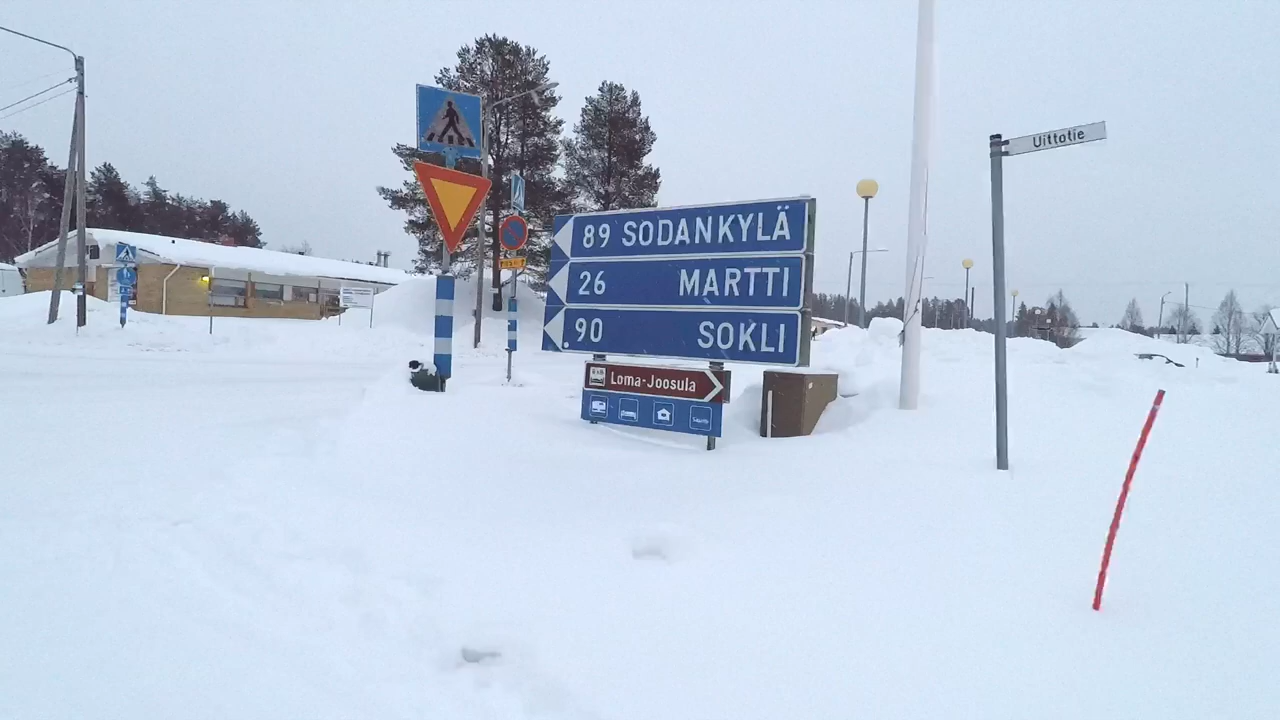 89 SODANKYLÄ
26 MARTTI
90 SOKLI
Loma-Joosula
Uittotie